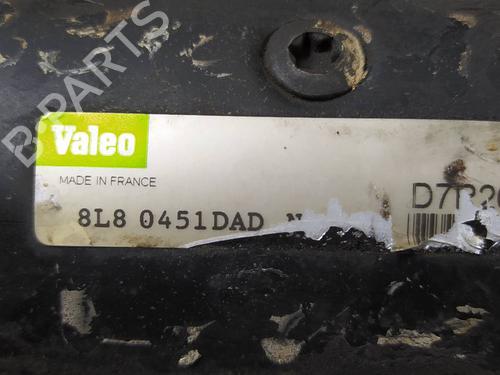 B-PARTS
Valeo
MADE IN FRANCE
8L8 0451DAD N